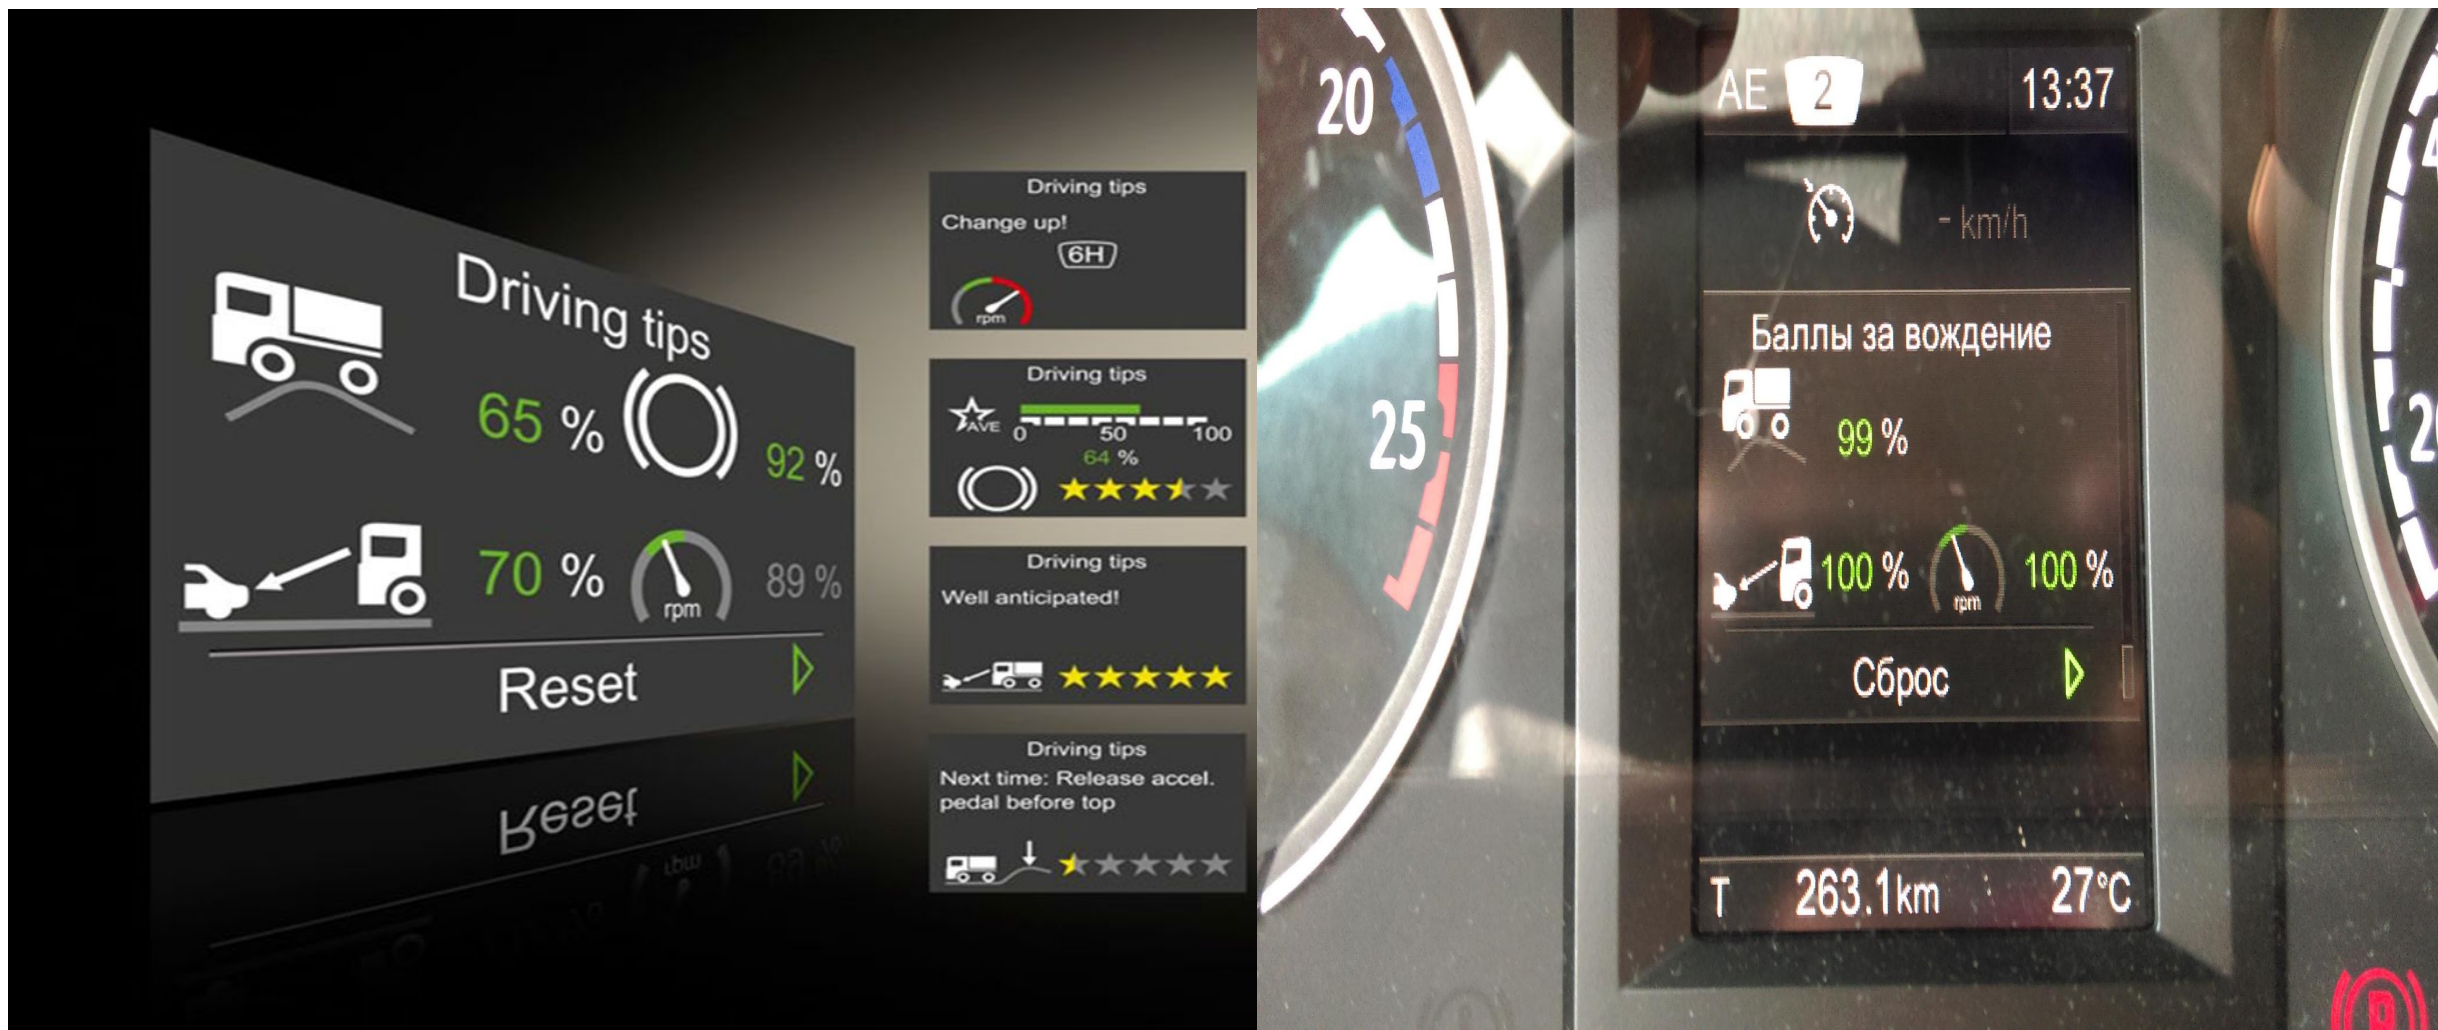 Driving tips
65 %
92 %
70 %
rpm
89 %
Reset
Driving tips
Change up!
6H
rpm
Driving tips
AVE
0 50 100
64 %
Driving tips
Well anticipated!
Driving tips
Next time: Release accel.
pedal before top
20
25
AE 2 13:37
- km/h
Баллы за вождение
99 %
100 %
rpm
100 %
Сброс
T 263.1km 27°C